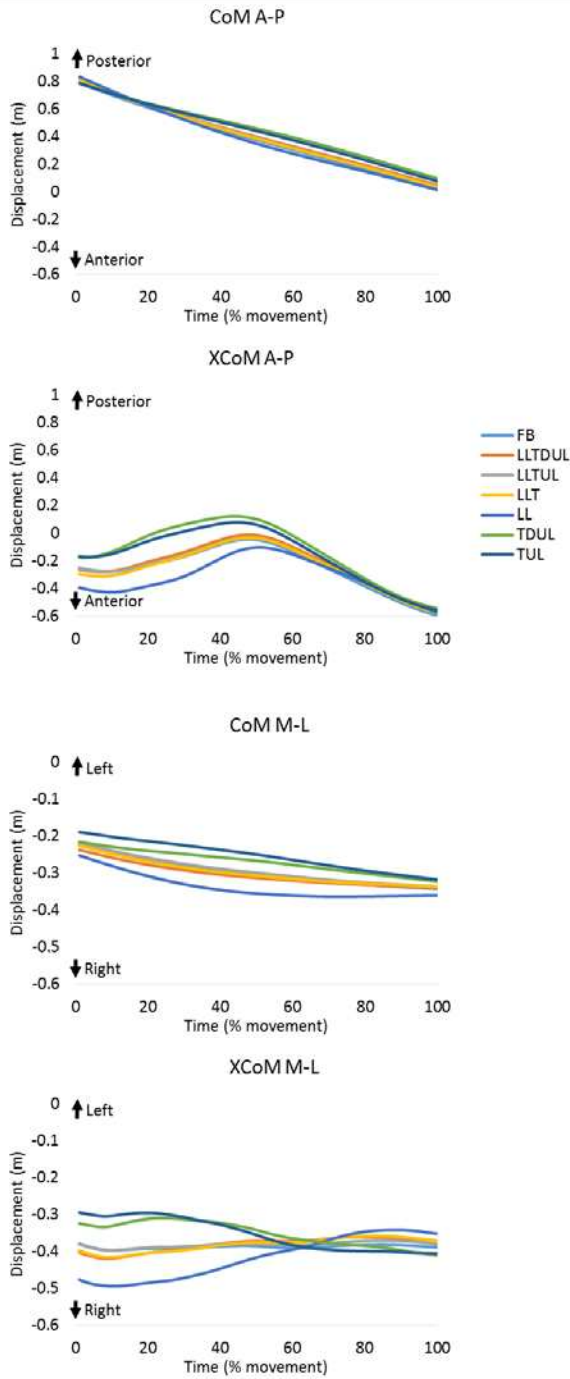 CoM A-P
1
Posterior
0.8
0.6
0.4
0.2
0
-0.2
-0.4
Anterior
-0.6
0 20 40 60 80 100
Time (% movement)
Displacement (m)
XCoM A-P
1
Posterior
0.8
0.6
0.4
0.2
0
-0.2
-0.4
Anterior
-0.6
0 20 40 60 80 100
Time (% movement)
Displacement (m)
FB
LLTDUL
LLTUL
LLT
LL
TDUL
TUL
CoM M-L
0
Left
-0.1
-0.2
-0.3
-0.4
-0.5
Right
-0.6
0 20 40 60 80 100
Time (% movement)
Displacement (m)
XCoM M-L
0
Left
-0.1
-0.2
-0.3
-0.4
-0.5
Right
-0.6
0 20 40 60 80 100
Time (% movement)
Displacement (m)